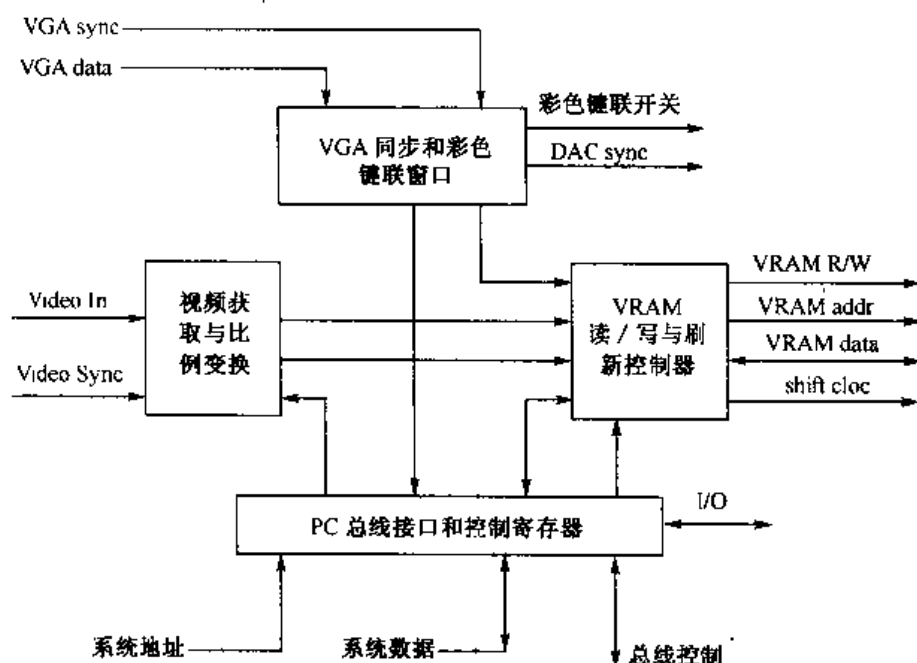 VGA sync
VGA data
彩色键联开关
VGA 同步和彩色
键联窗口
DAC sync
VRAM R/W
Video In
视频获
取与比
例变换
VRAM
读/写与刷
新控制器
VRAM addr
VRAM data
Video Sync
shift cloc
I/O
PC 总线接口和控制寄存器
系统地址
系统数据
总线控制